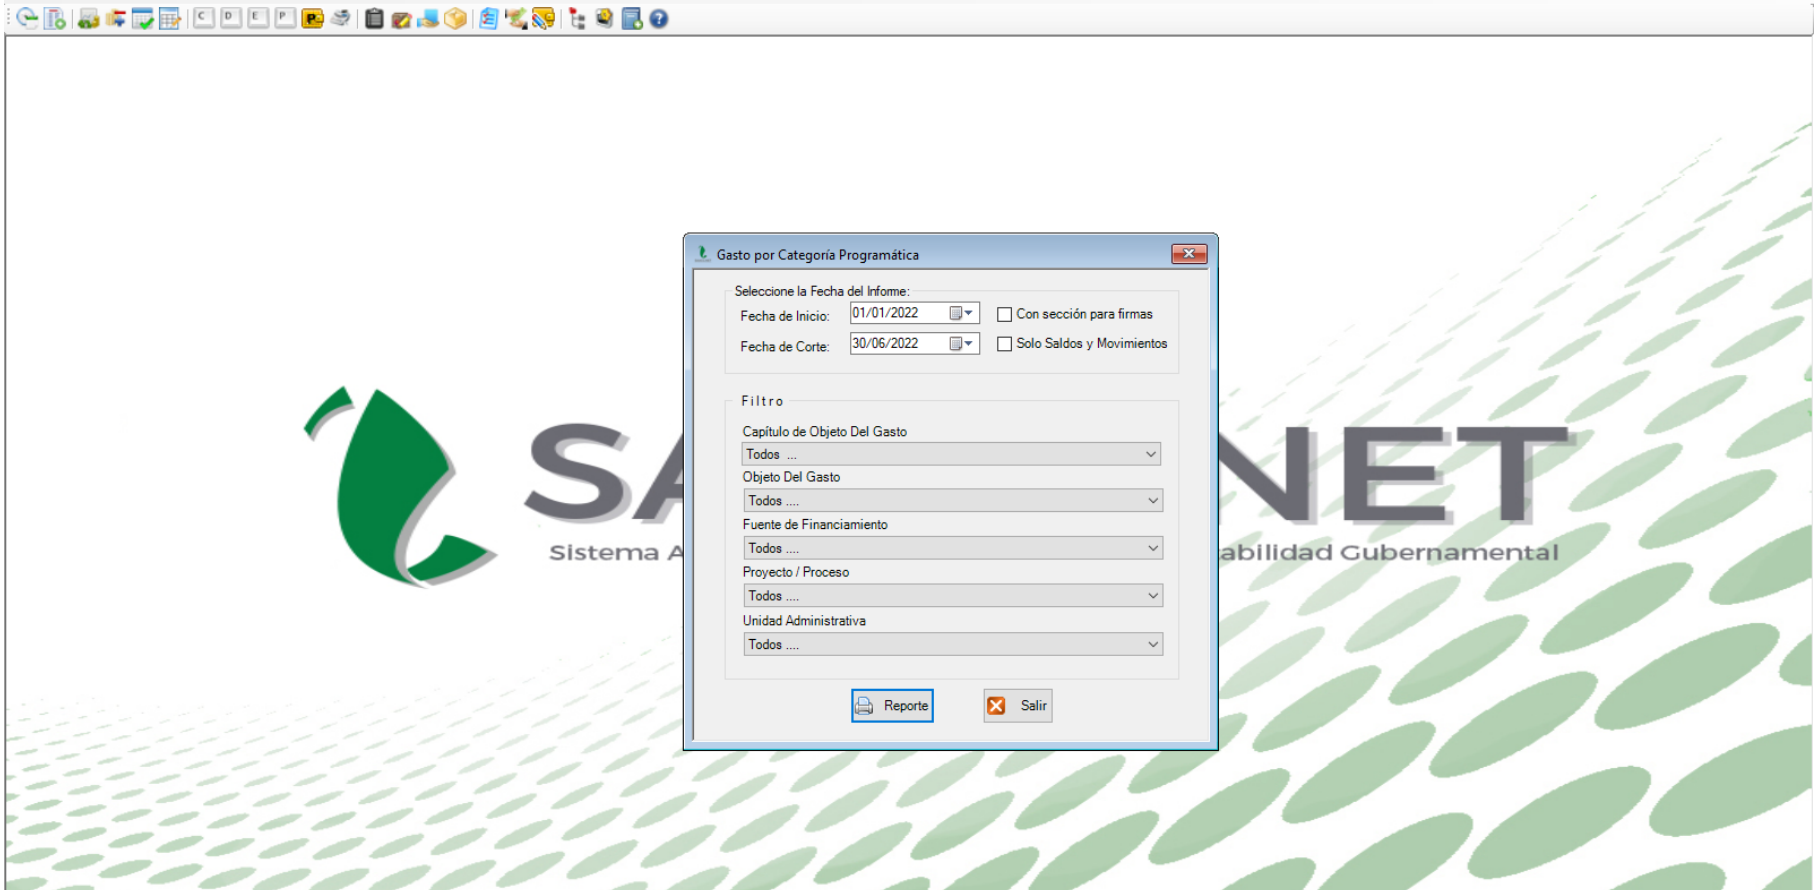 C D E P P
Gasto por Categoría Programática
Seleccione la Fecha del Informe:
Fecha de Inicio: 01/01/2022 Con sección para firmas
Fecha de Corte: 30/06/2022 Solo Saldos y Movimientos
Filtro
Capítulo de Objeto Del Gasto
Todos ...
Objeto Del Gasto
Todos ....
Fuente de Financiamiento
Todos ....
Proyecto / Proceso
Todos ....
Unidad Administrativa
Todos ....
Reporte Salir
SA NET
Sistema A abilidad Gubernamental